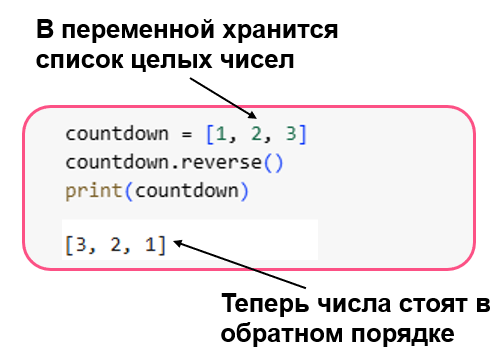 В переменной хранится
список целых чисел
countdown = [1, 2, 3]
countdown.reverse()
print(countdown)
[3, 2, 1]
Теперь числа стоят в
обратном порядке